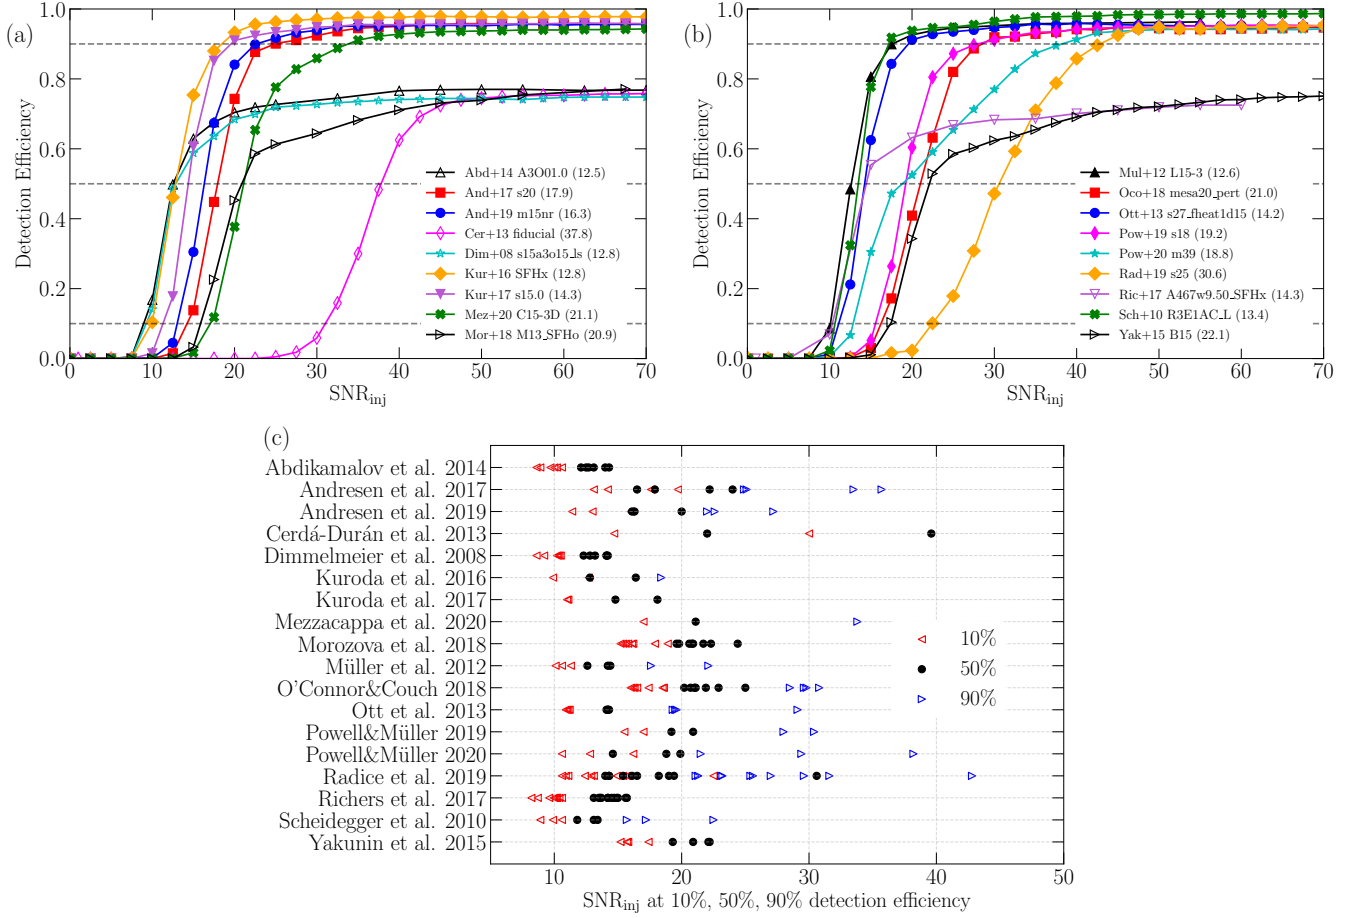 (a)
Detection Efficiency
1.0
0.8
0.6
0.4
0.2
0.0
0 10 20 30 40 50 60 70
SNRinj
Abd+14 A3O01.0 (12.5)
And+17 s20 (17.9)
And+19 m15nr (16.3)
Cer+13 fiducial (37.8)
Dim+08 s15a3o15_ls (12.8)
Kur+16 SFHx (12.8)
Kur+17 s15.0 (14.3)
Mez+20 C15-3D (21.1)
Mor+18 M13_SFHo (20.9)
(b)
Detection Efficiency
1.0
0.8
0.6
0.4
0.2
0.0
0 10 20 30 40 50 60 70
SNRinj
Mul+12 L15-3 (12.6)
Oco+18 mesa20_pert (21.0)
Ott+13 s27_fheat1d15 (14.2)
Pow+19 s18 (19.2)
Pow+20 m39 (18.8)
Rad+19 s25 (30.6)
Ric+17 A467w9.50_SFHx (14.3)
Sch+10 R3E1AC_L (13.4)
Yak+15 B15 (22.1)
(c)
Abdikamalov et al. 2014
Andresen et al. 2017
Andresen et al. 2019
Cerdá-Durán et al. 2013
Dimmelmeier et al. 2008
Kuroda et al. 2016
Kuroda et al. 2017
Mezzacappa et al. 2020
Morozova et al. 2018
Müller et al. 2012
O'Connor&Couch 2018
Ott et al. 2013
Powell&Müller 2019
Powell&Müller 2020
Radice et al. 2019
Richers et al. 2017
Scheidegger et al. 2010
Yakunin et al. 2015
10%
50%
90%
10 20 30 40 50
SNRinj at 10%, 50%, 90% detection efficiency